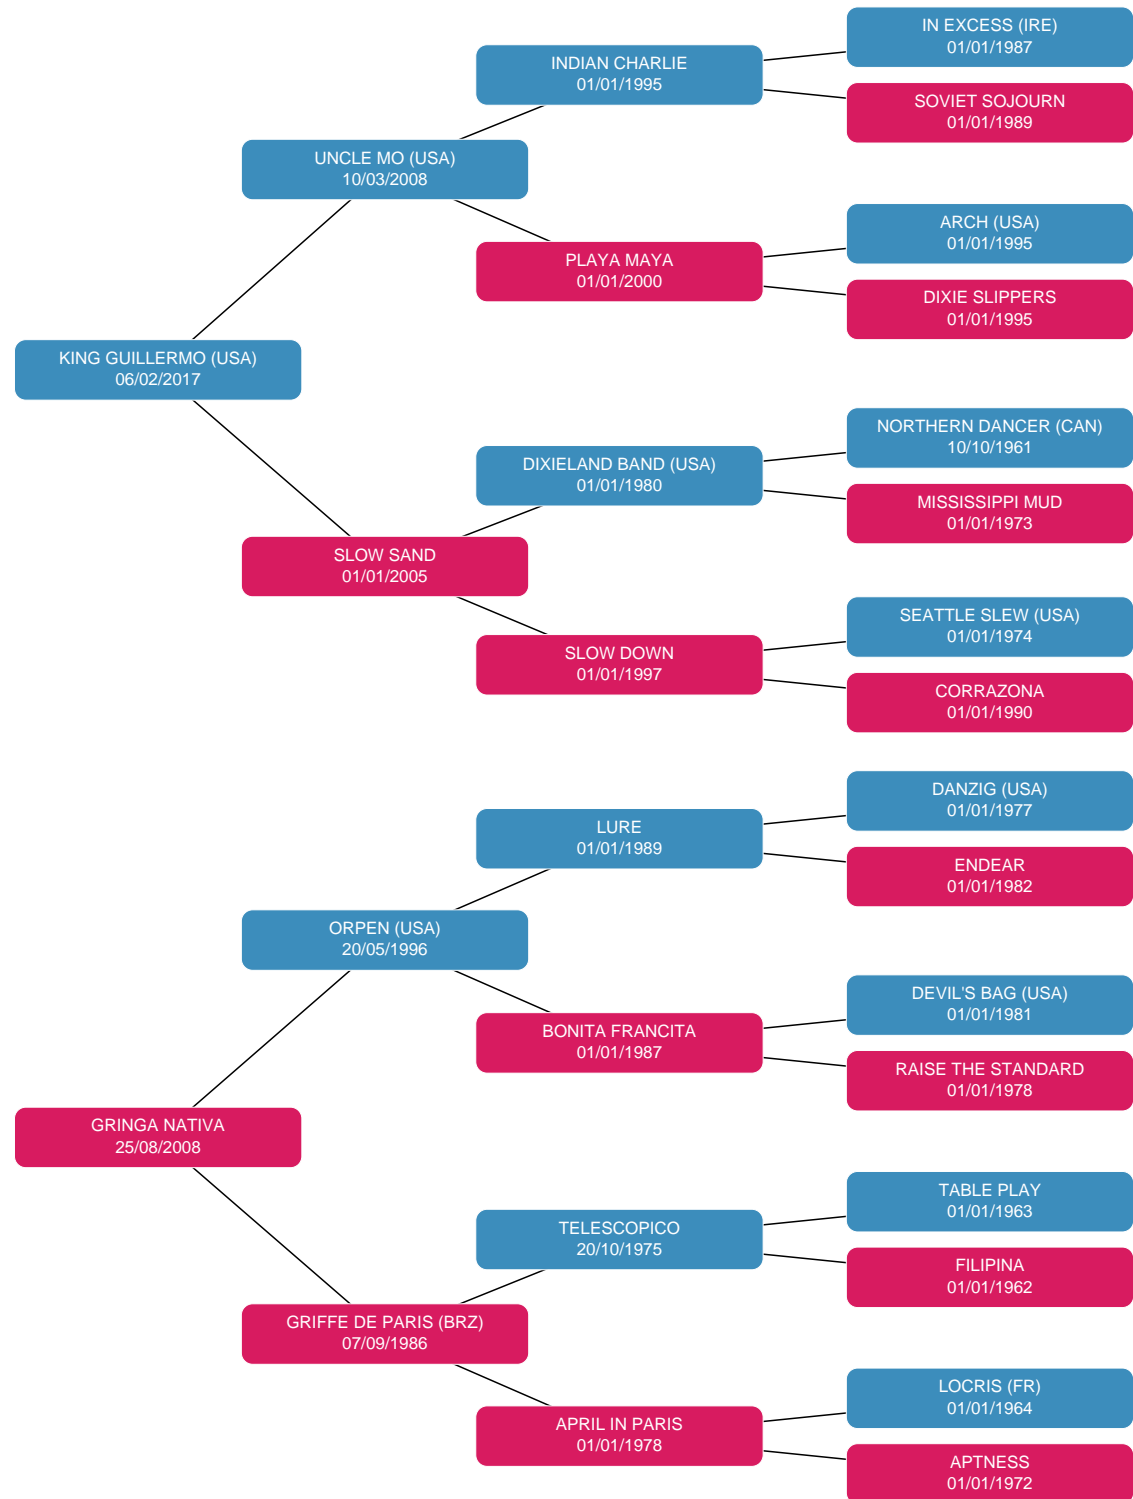 IN EXCESS (IRE)
01/01/1987
INDIAN CHARLIE
01/01/1995
SOVIET SOJOURN
01/01/1989
UNCLE MO (USA)
10/03/2008
ARCH (USA)
01/01/1995
PLAYA MAYA
01/01/2000
DIXIE SLIPPERS
01/01/1995
KING GUILLERMO (USA)
06/02/2017
NORTHERN DANCER (CAN)
10/10/1961
DIXIELAND BAND (USA)
01/01/1980
MISSISSIPPI MUD
01/01/1973
SLOW SAND
01/01/2005
SEATTLE SLEW (USA)
01/01/1974
SLOW DOWN
01/01/1997
CORRAZONA
01/01/1990
DANZIG (USA)
01/01/1977
LURE
01/01/1989
ENDEAR
01/01/1982
ORPEN (USA)
20/05/1996
DEVIL'S BAG (USA)
01/01/1981
BONITA FRANCITA
01/01/1987
RAISE THE STANDARD
01/01/1978
GRINGA NATIVA
25/08/2008
TABLE PLAY
01/01/1963
TELESCOPICO
20/10/1975
FILIPINA
01/01/1962
GRIFFE DE PARIS (BRZ)
07/09/1986
LOCRIS (FR)
01/01/1964
APRIL IN PARIS
01/01/1978
APTNESS
01/01/1972